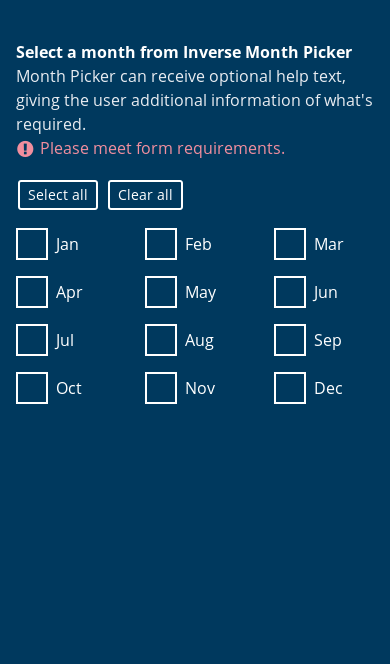 Select a month from Inverse Month Picker
Month Picker can receive optional help text,
giving the user additional information of what's
required.
Please meet form requirements.
Select all Clear all
Jan Feb Mar
Apr May Jun
Jul Aug Sep
Oct Nov Dec